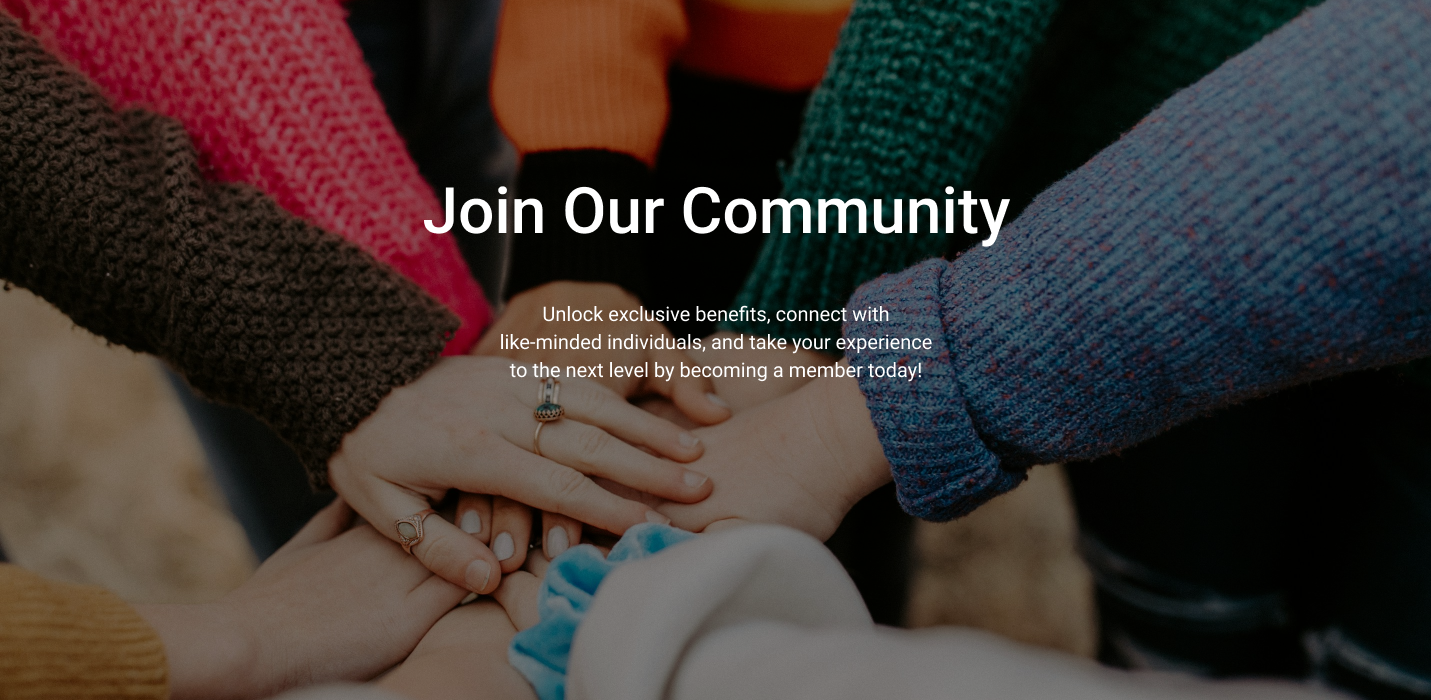 Join Our Community
Unlock exclusive benefits, connect with
like-minded individuals, and take your experience
to the next level by becoming a member today!